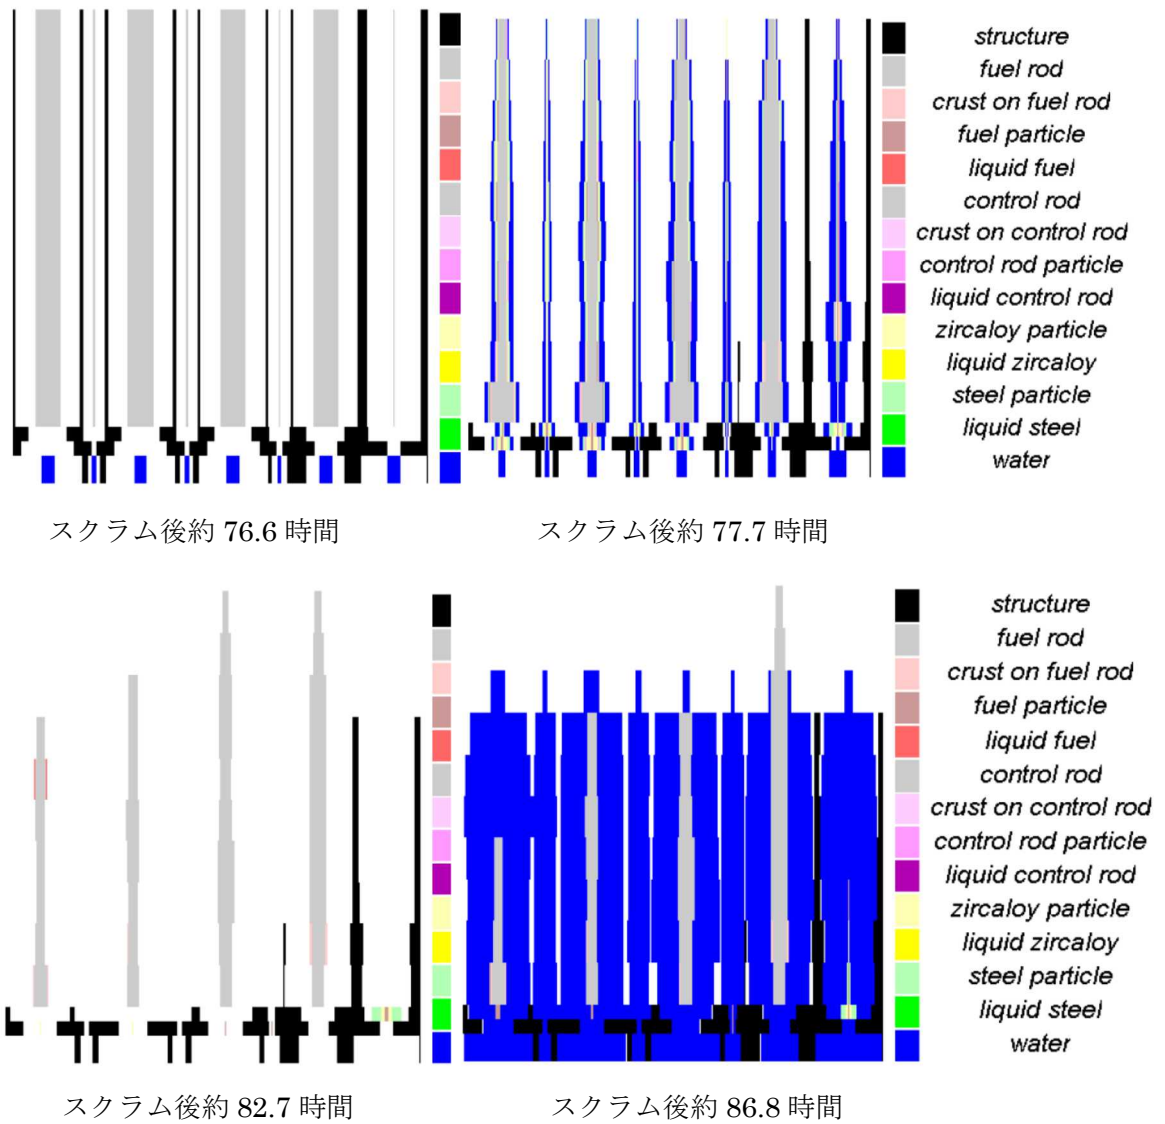 structure
fuel rod
crust on fuel rod
fuel particle
liquid fuel
control rod
crust on control rod
control rod particle
liquid control rod
zircaloy particle
liquid zircaloy
steel particle
liquid steel
water
スクラム後約 76.6 時間
スクラム後約 77.7 時間
structure
fuel rod
crust on fuel rod
fuel particle
liquid fuel
control rod
crust on control rod
control rod particle
liquid control rod
zircaloy particle
liquid zircaloy
steel particle
liquid steel
water
スクラム後約 82.7 時間
スクラム後約 86.8 時間